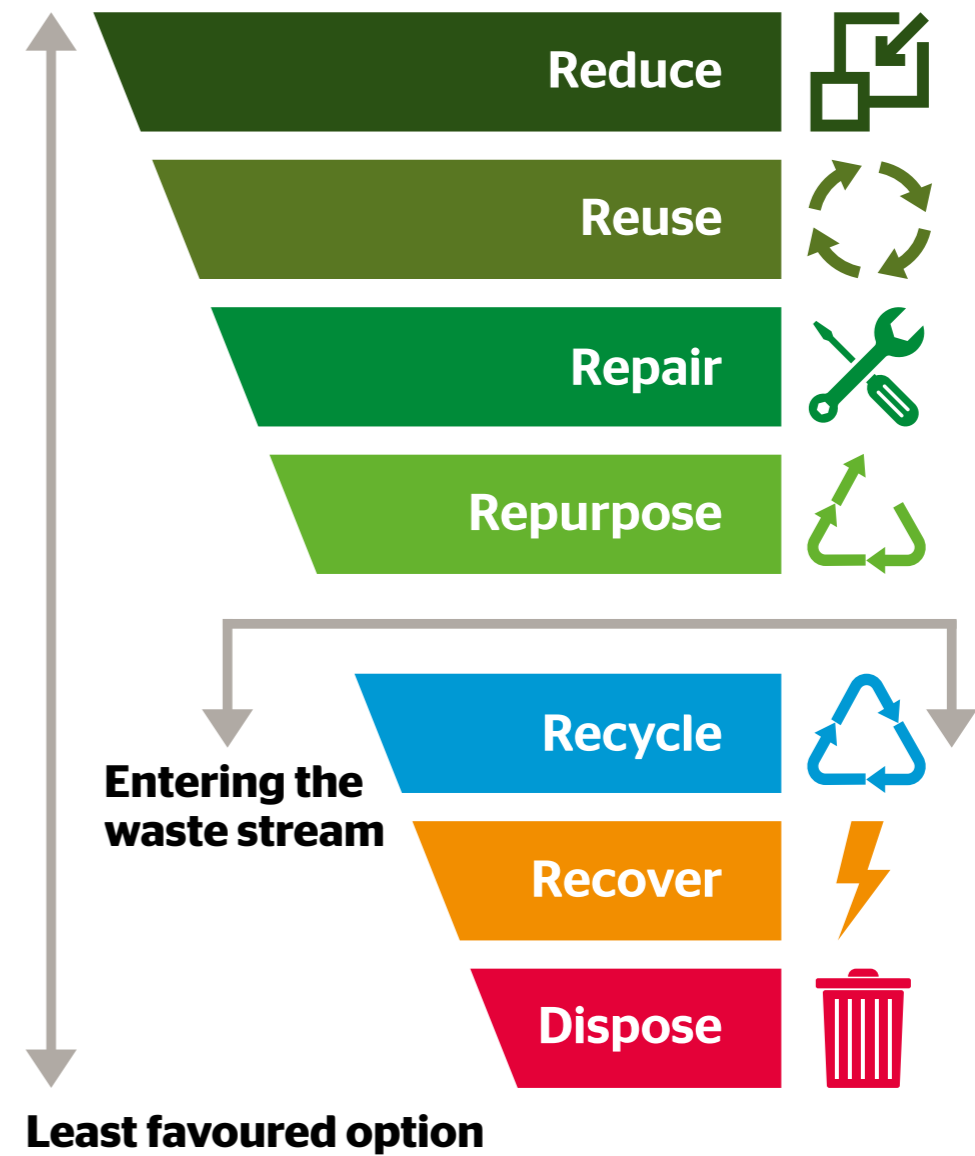 Reduce
Reuse
Repair
Repurpose
Recycle
Entering the
waste stream
Recover
Dispose
Least favoured option